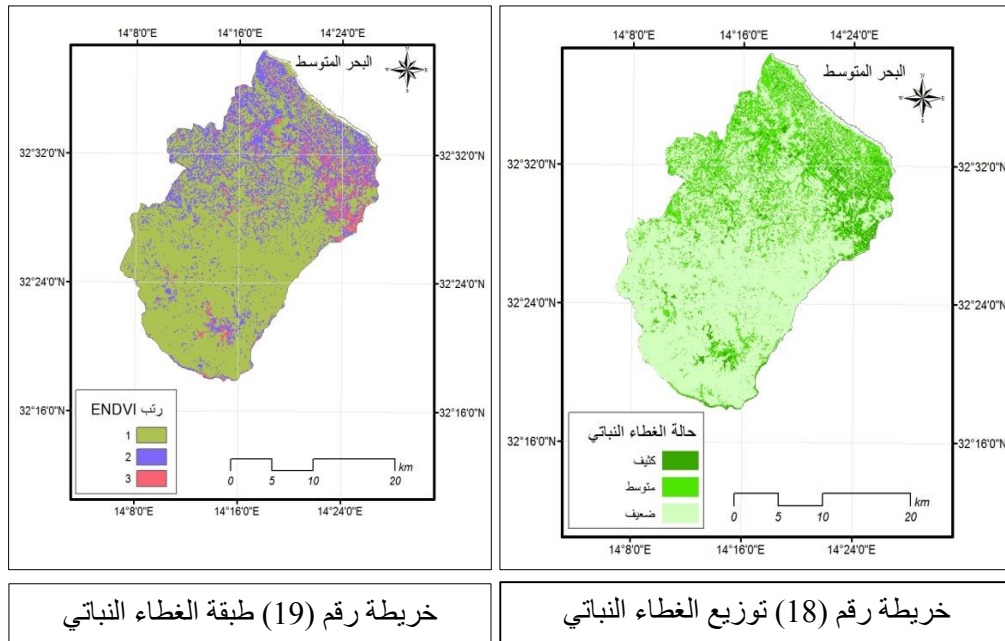 14°8'0"E 14°16'0"E 14°24'0"E
البحر المتوسط
32°32'0"N 32°32'0"N
32°24'0"N 32°24'0"N
32°16'0"N 32°16'0"N
رتب ENDVI
1
2
3
0 5 10 20 km
14°8'0"E 14°16'0"E 14°24'0"E
خريطة رقم (19) طبقة الغطاء النباتي
14°8'0"E 14°16'0"E 14°24'0"E
البحر المتوسط
32°32'0"N 32°32'0"N
32°24'0"N 32°24'0"N
32°16'0"N 32°16'0"N
حالة الغطاء النباتي
كثيف
متوسط
ضعيف
0 5 10 20 km
14°8'0"E 14°16'0"E 14°24'0"E
خريطة رقم (18) توزيع الغطاء النباتي